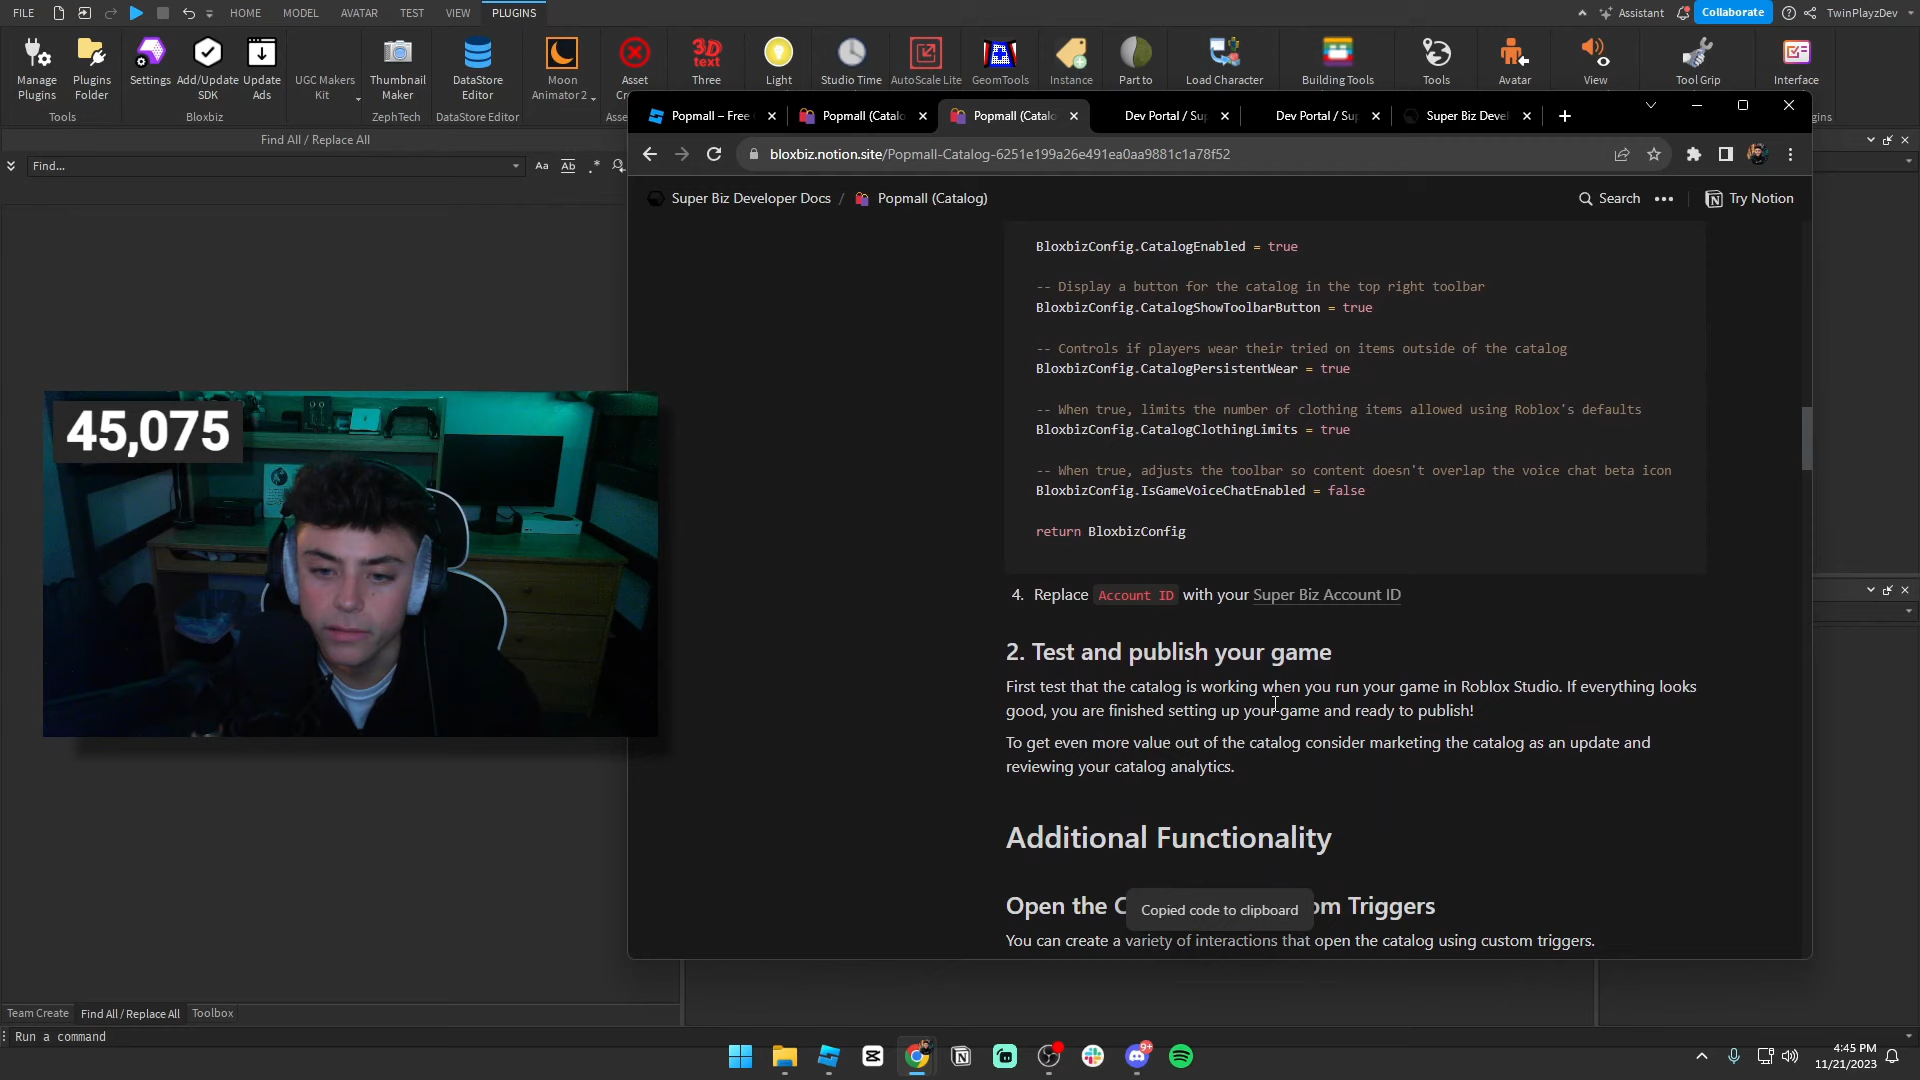 FILE
HOME
MODEL
AVATAR
TEST
VIEW
PLUGINS
Assistant
Collaborate
TwinPlayzDev
Manage Plugins
Plugins Folder
Settings
Add/Update SDK
Update Ads
UGC Makers Kit
Thumbnail Maker
DataStore Editor
Moon Animator 2
Asset
Three
3D text
Light
Studio Time
AutoScale Lite
GeomTools
Instance
Part to
Load Character
Building Tools
Tools
Avatar
View
Tool Grip
Interface
Tools
Bloxbiz
ZephTech
DataStore Editor
Find All / Replace All
Find...
Popmall – Free
Popmall (Catalo
Popmall (Catalo
Dev Portal / Su
Dev Portal / Su
Super Biz Devel
bloxbiz.notion.site/Popmall-Catalog-6251e199a26e491ea0aa9881c1a78f52
Super Biz Developer Docs / Popmall (Catalog)
Search
Try Notion
BloxbizConfig.CatalogEnabled = true
-- Display a button for the catalog in the top right toolbar
BloxbizConfig.CatalogShowToolbarButton = true
-- Controls if players wear their tried on items outside of the catalog
BloxbizConfig.CatalogPersistentWear = true
-- When true, limits the number of clothing items allowed using Roblox's defaults
BloxbizConfig.CatalogClothingLimits = true
-- When true, adjusts the toolbar so content doesn't overlap the voice chat beta icon
BloxbizConfig.IsGameVoiceChatEnabled = false
return BloxbizConfig
4. Replace Account ID with your Super Biz Account ID
2. Test and publish your game
First test that the catalog is working when you run your game in Roblox Studio. If everything looks
good, you are finished setting up your game and ready to publish!
To get even more value out of the catalog consider marketing the catalog as an update and
reviewing your catalog analytics.
Additional Functionality
Open the C
om Triggers
Copied code to clipboard
You can create a variety of interactions that open the catalog using custom triggers.
45,075
Team Create
Find All / Replace All
Toolbox
Run a command
9+
4:45 PM
11/21/2023